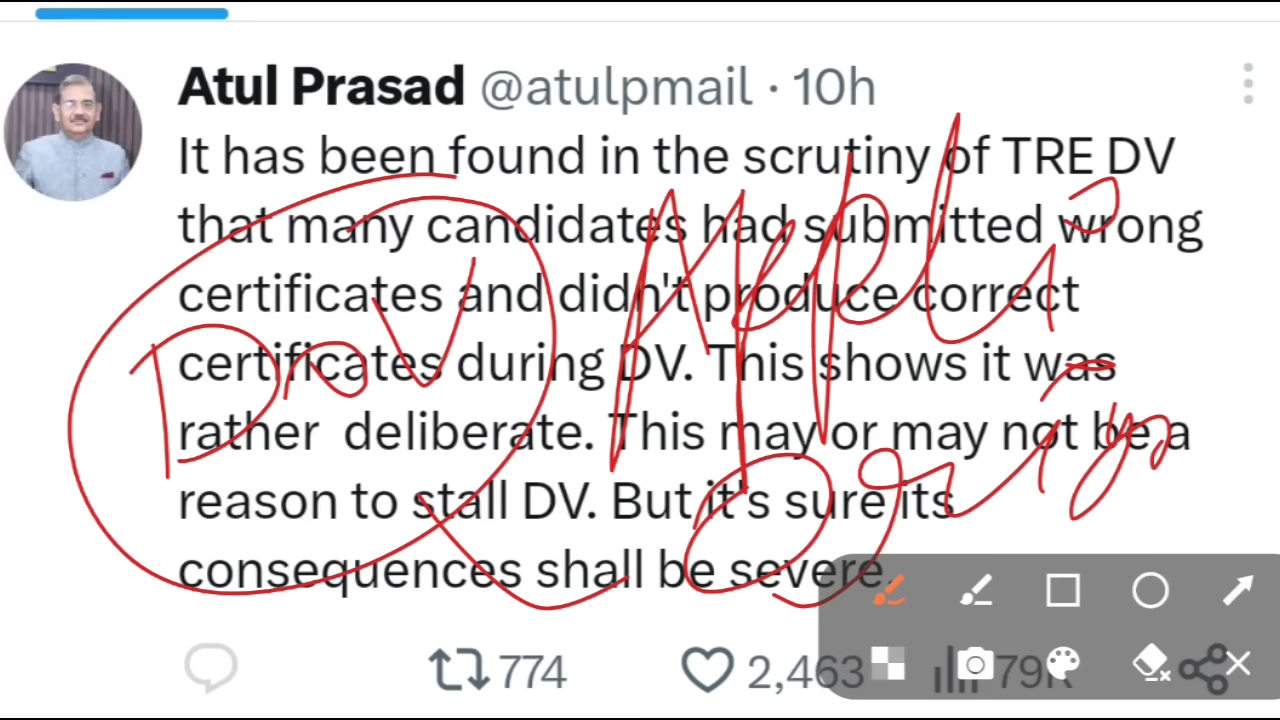 Atul Prasad @atulpmail · 10h
It has been found in the scrutiny of TRE DV
that many candidates had submitted wrong
certificates and didn't produce correct
certificates during DV. This shows it was
rather deliberate. This may or may not be a
reason to stall DV. But it's sure its
consequences shall be severe.
774 2,463 79K